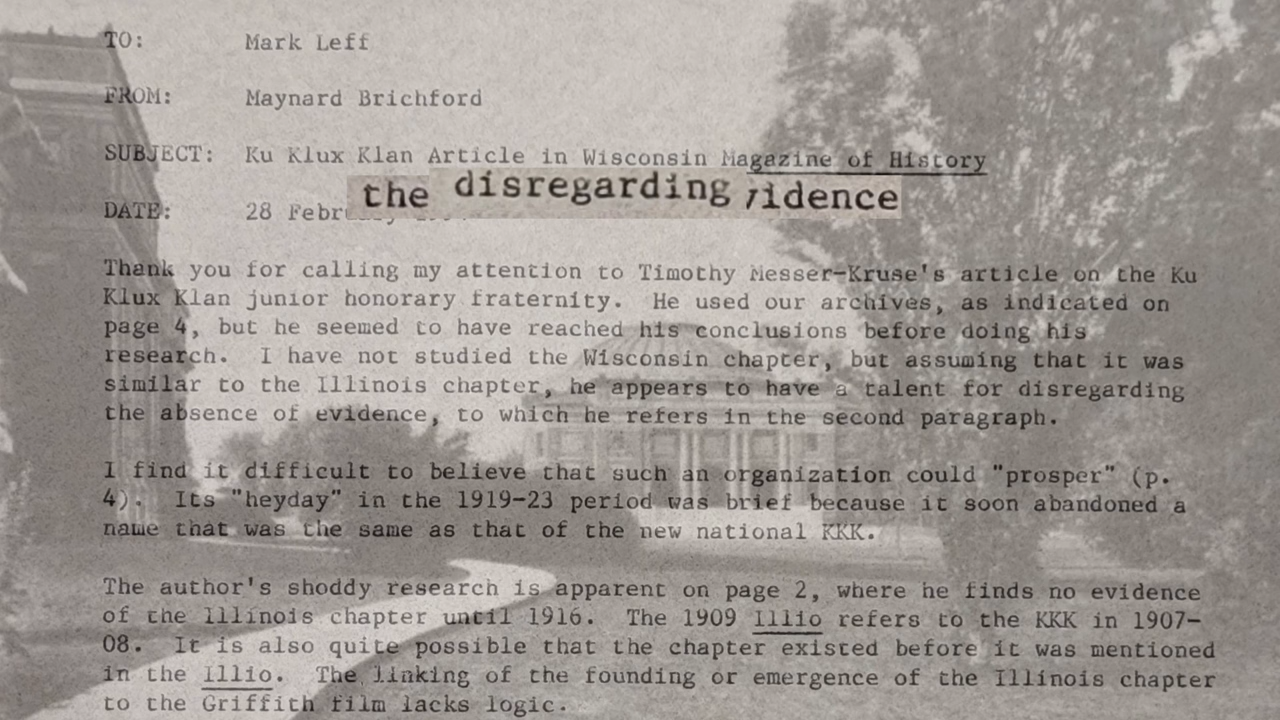 TO: Mark Leff
FROM: Maynard Brichford
SUBJECT: Ku Klux Klan Article in Wisconsin Magazine of History
the disregarding idence
DATE: 28
Thank you for calling my attention to Timothy Messer-Kruse's article on the Ku
Klux Klan junior honorary fraternity. He used our archives, as indicated on
page 4, but he seemed to have reached his conclusions before doing his
research. I have not studied the Wisconsin chapter, but assuming that it was
similar to the Illinois chapter, he appears to have a talent for disregarding
the absence of evidence, to which he refers in the second paragraph.
I find it difficult to believe that such an organization could "prosper" (p.
4). Its "heyday" in the 1919-23 period was brief because it soon abandoned a
name that was the same as that of the new national KKK.
The author's shoddy research is apparent on page 2, where he finds no evidence
of the Illinois chapter until 1916. The 1909 Illio refers to the KKK in 1907-
08. It is also quite possible that the chapter existed before it was mentioned
in the Illio. The linking of the founding or emergence of the Illinois chapter
to the Griffith film lacks logic.